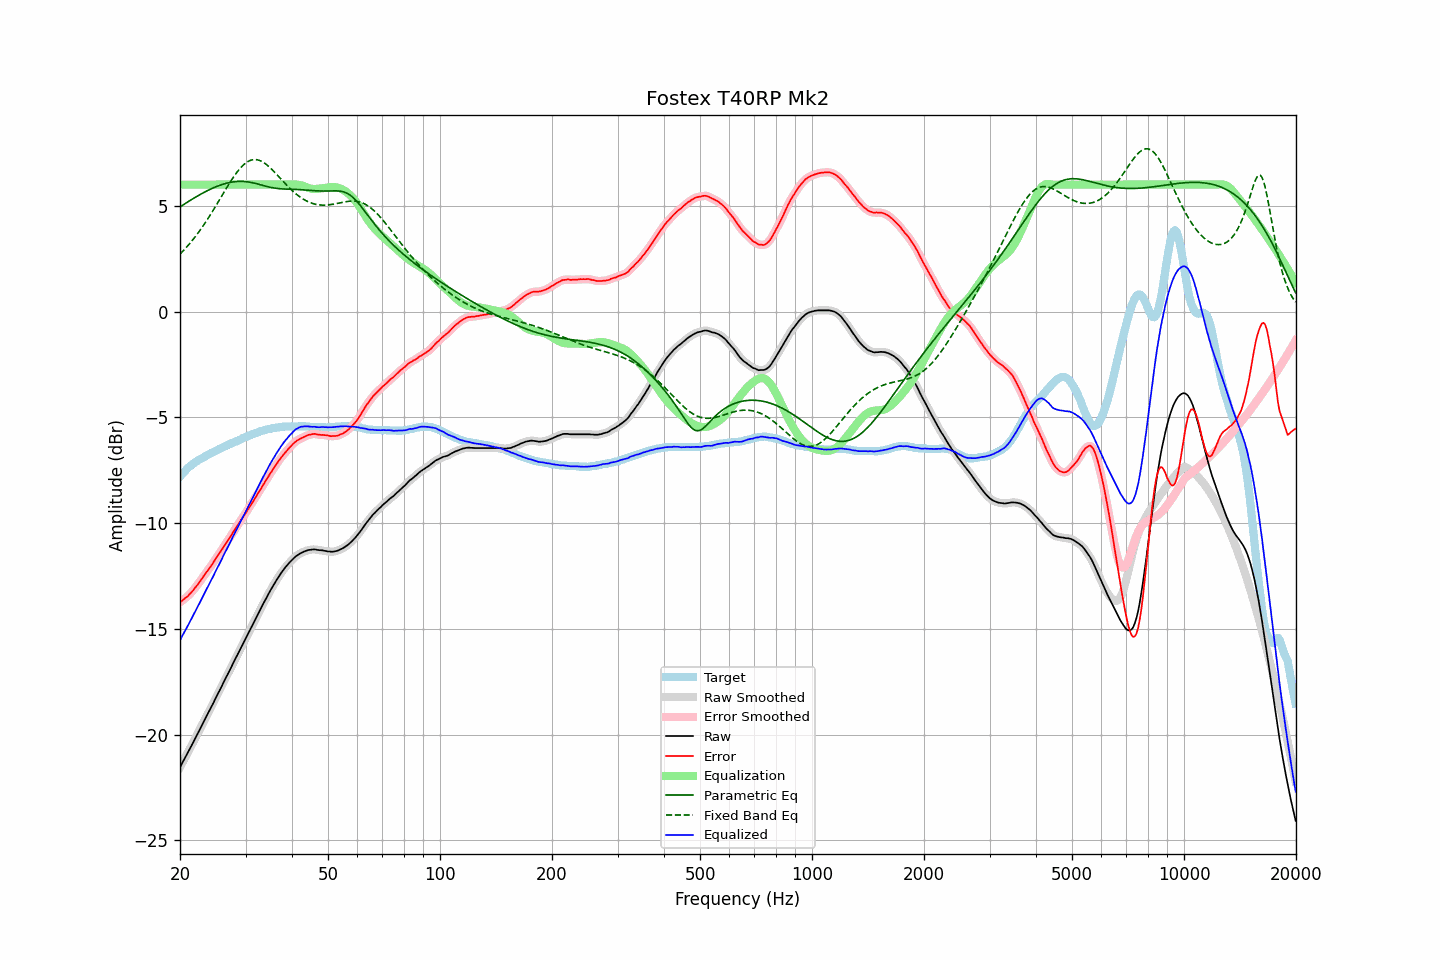 Fostex T40RP Mk2
Amplitude (dBr)
5
0
−5
−10
−15
−20
−25
Target
Raw Smoothed
Error Smoothed
Raw
Error
Equalization
Parametric Eq
Fixed Band Eq
Equalized
20 50 100 200 500 1000 2000 5000 10000 20000
Frequency (Hz)